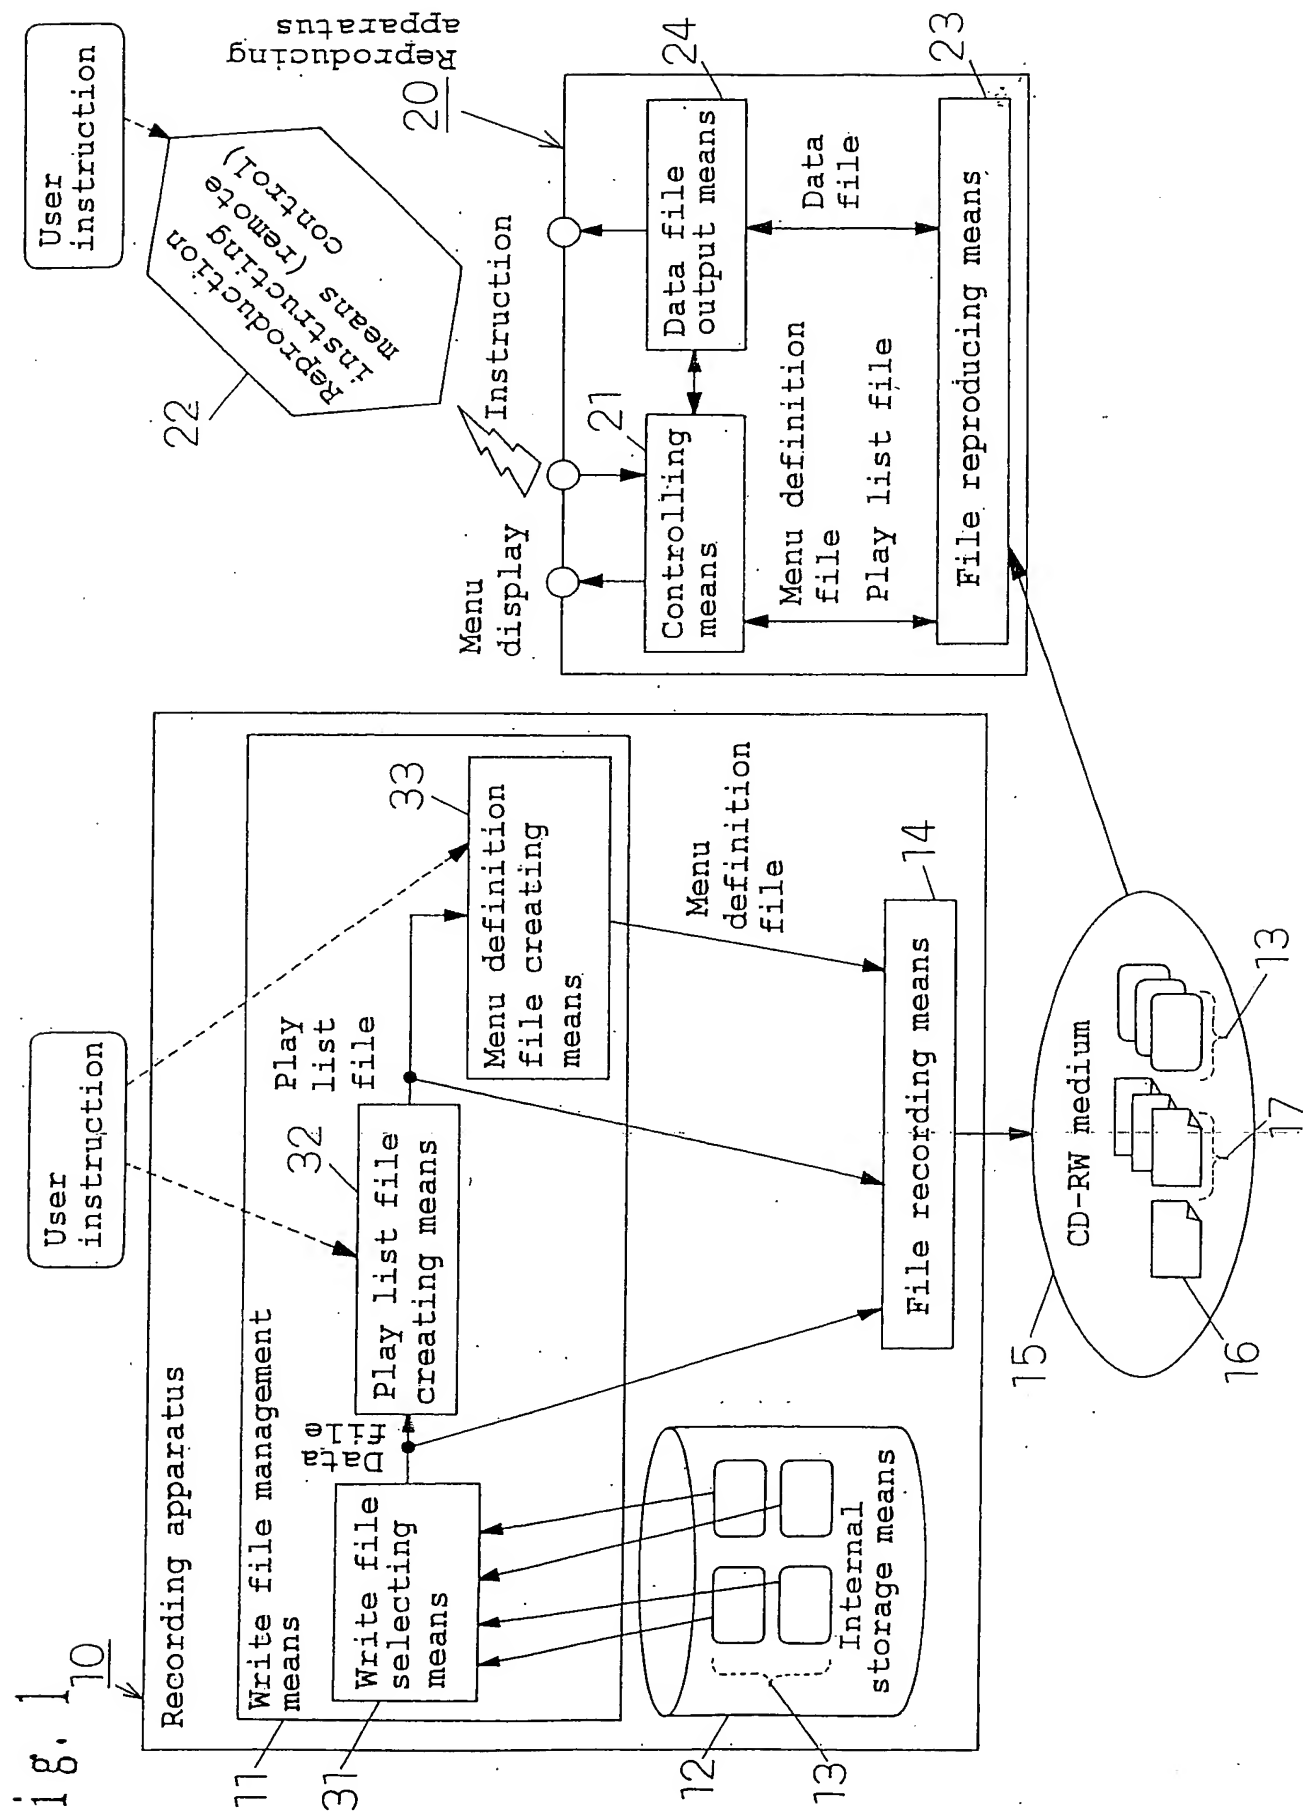 ig. 1
10
Recording apparatus
11
Write file management
means
31
Write file
selecting
means
Data
file
32
Play list file
creating means
Play
list
file
33
Menu definition
file creating
means
User
instruction
12
13
Internal
storage means
Menu
definition
file
14
File recording means
15
CD-RW medium
16
17
13
User
instruction
22
Reproduction
instructing
means (remote
control)
20
Reproducing
apparatus
Menu
display
Instruction
21
Controlling
means
24
Data file
output means
Menu definition
file
Play list file
Data
file
23
File reproducing means